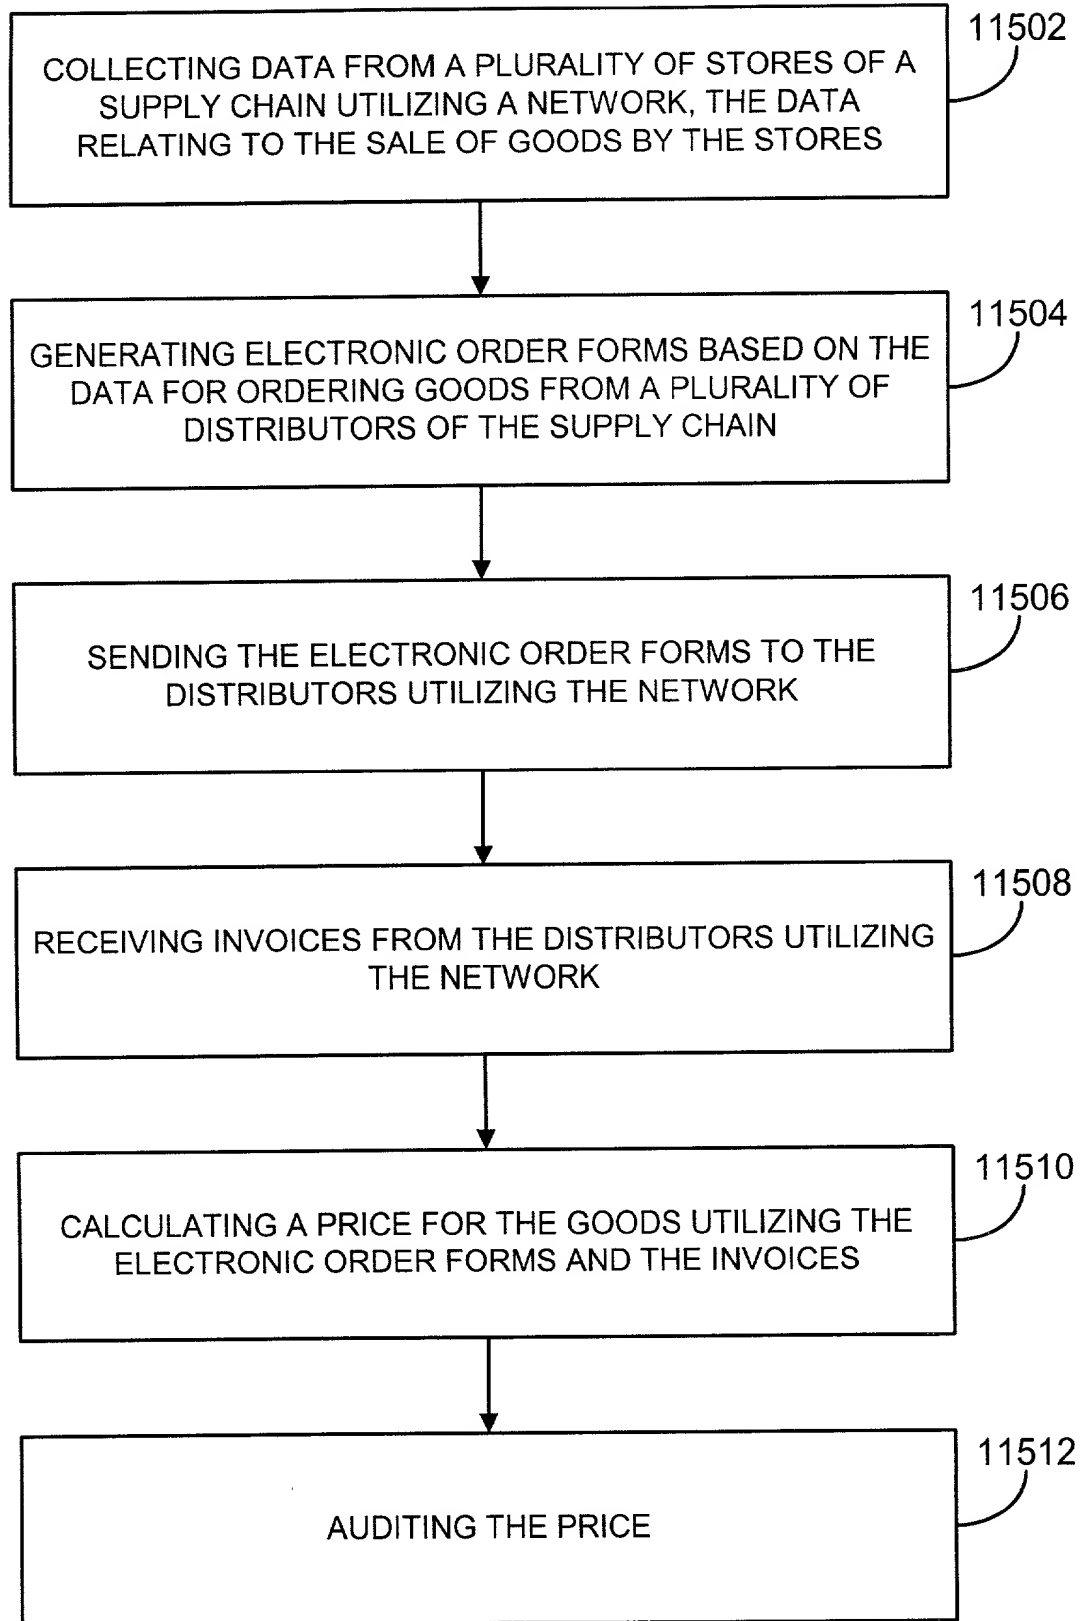 11502
COLLECTING DATA FROM A PLURALITY OF STORES OF A
SUPPLY CHAIN UTILIZING A NETWORK, THE DATA
RELATING TO THE SALE OF GOODS BY THE STORES
11504
GENERATING ELECTRONIC ORDER FORMS BASED ON THE
DATA FOR ORDERING GOODS FROM A PLURALITY OF
DISTRIBUTORS OF THE SUPPLY CHAIN
11506
SENDING THE ELECTRONIC ORDER FORMS TO THE
DISTRIBUTORS UTILIZING THE NETWORK
11508
RECEIVING INVOICES FROM THE DISTRIBUTORS UTILIZING
THE NETWORK
11510
CALCULATING A PRICE FOR THE GOODS UTILIZING THE
ELECTRONIC ORDER FORMS AND THE INVOICES
11512
AUDITING THE PRICE